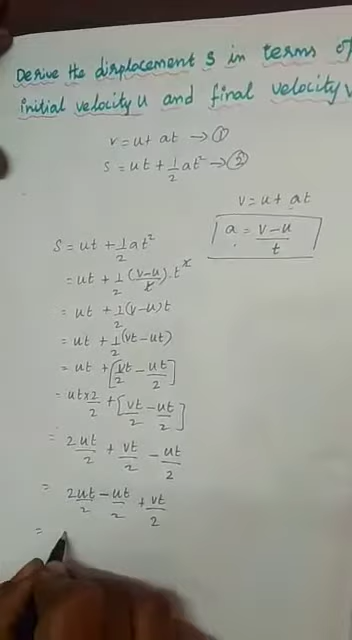 Derive the displacement S in terms of
initial velocity u and final velocity v
v = u + at → ①
S = ut + 1/2 at² → ②
v = u + at
a = v-u/t
S = ut + 1/2 at²
= ut + 1/2 (v-u/t) . t²
= ut + 1/2 (v-u)t
= ut + 1/2 (vt - ut)
= ut + [vt/2 - ut/2]
= ut x 2/2 + [vt/2 - ut/2]
= 2ut/2 + vt/2 - ut/2
= 2ut/2 - ut/2 + vt/2
=